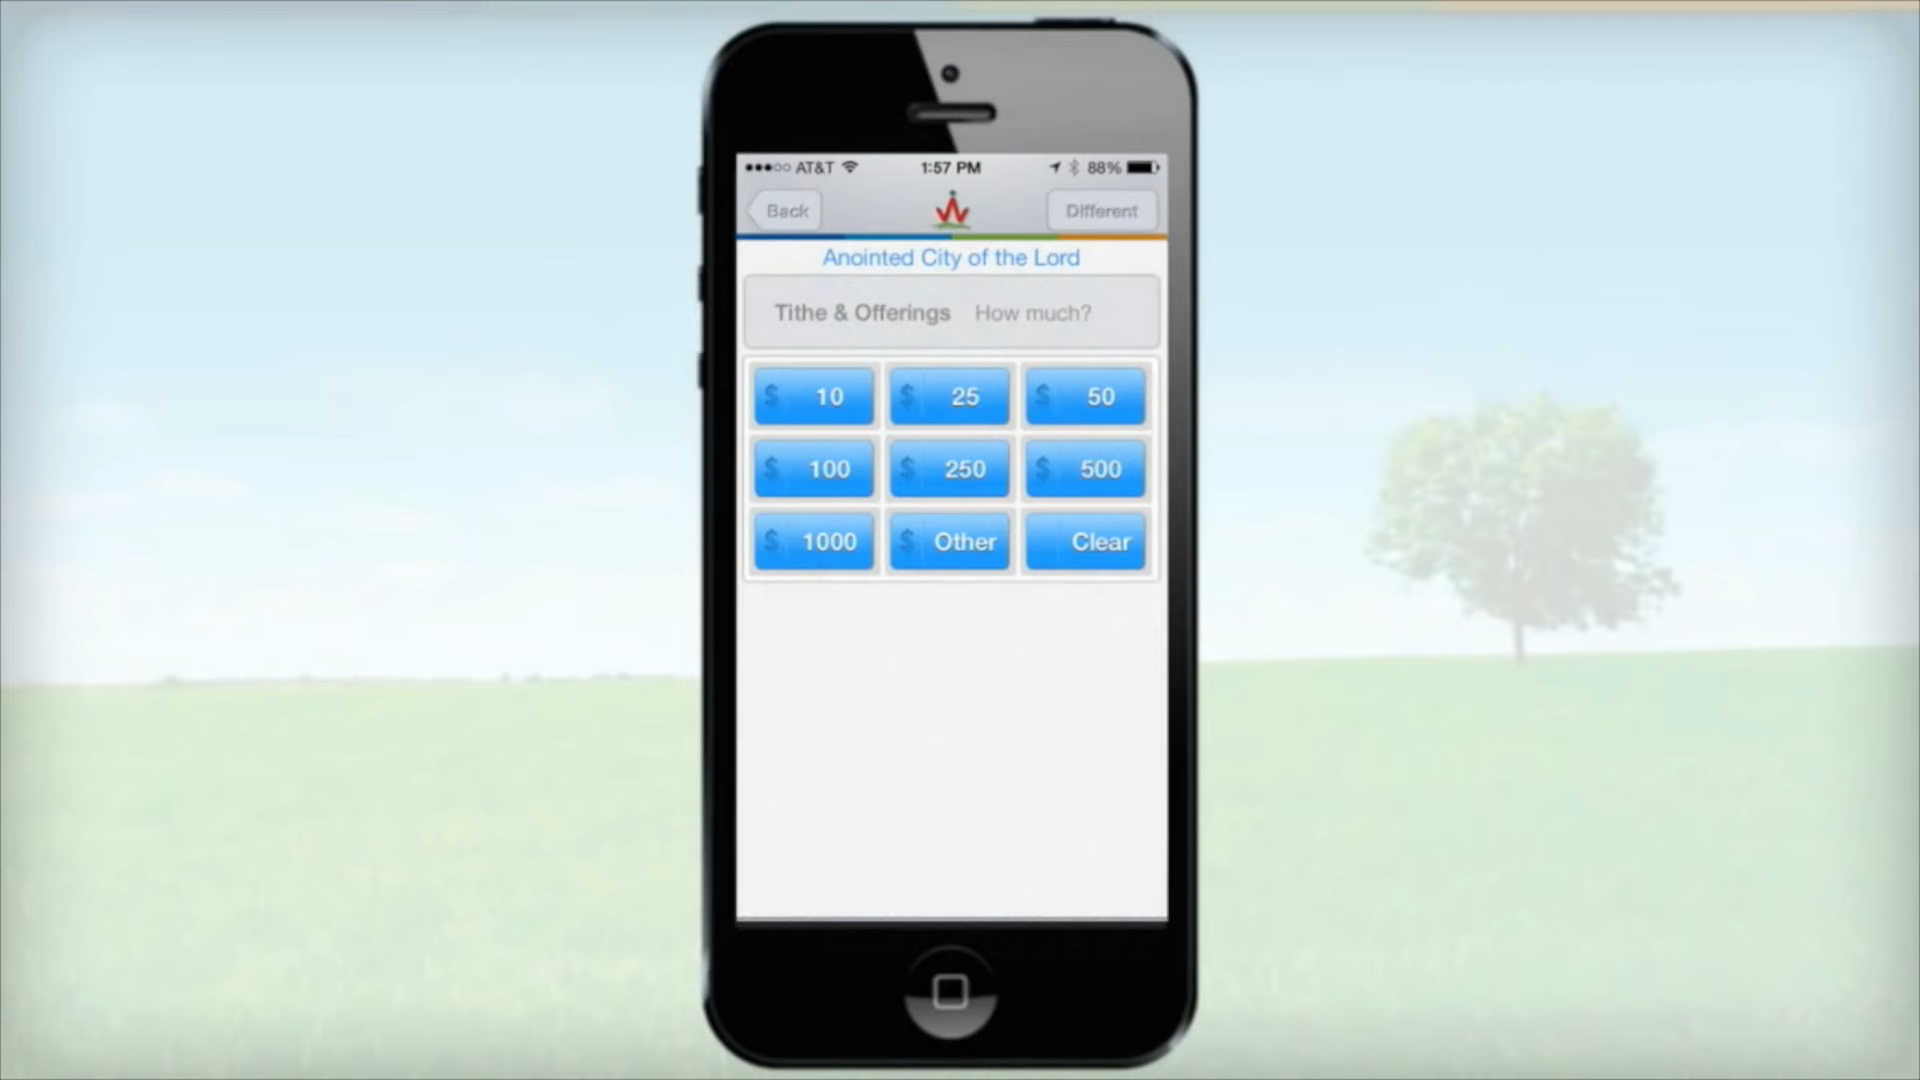 AT&T 1:57 PM 88%
Back Different
Anointed City of the Lord
Tithe & Offerings How much?
$ 10 $ 25 $ 50
$ 100 $ 250 $ 500
$ 1000 $ Other Clear